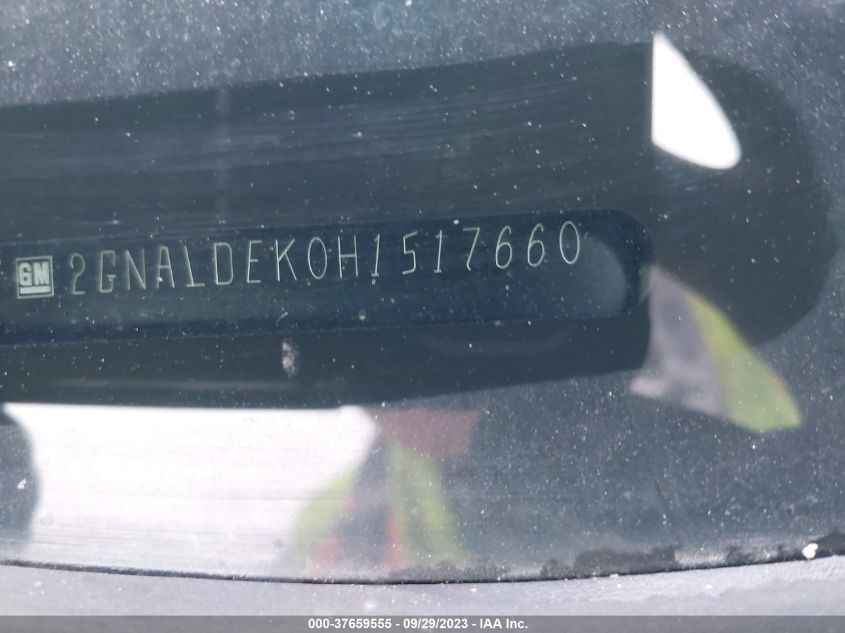 GM 2GNALDEK0H1517660
000-37659555 - 09/29/2023 - IAA Inc.